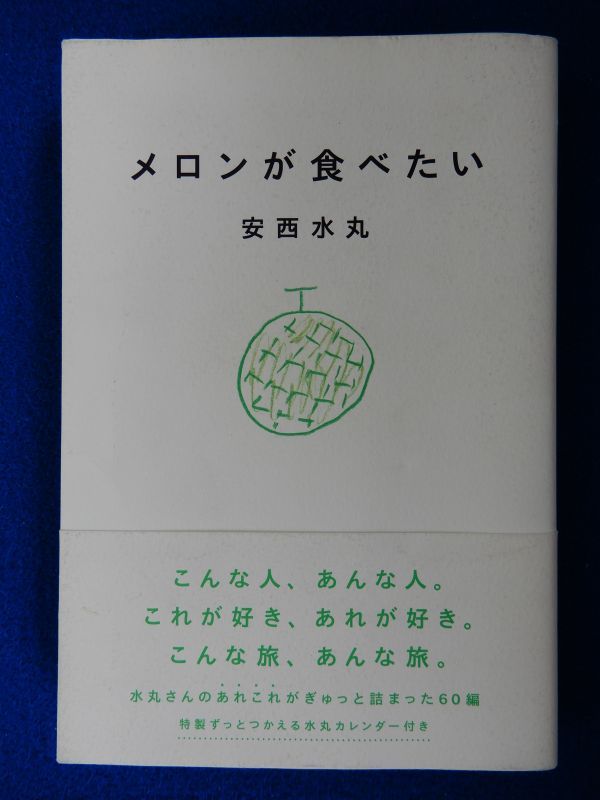 メロンが食べたい
安西水丸
こんな人、あんな人。
これが好き、あれが好き。
こんな旅、あんな旅。
水丸さんのあれこれがぎゅっと詰まった60編
特製ずっとつかえる水丸カレンダー付き